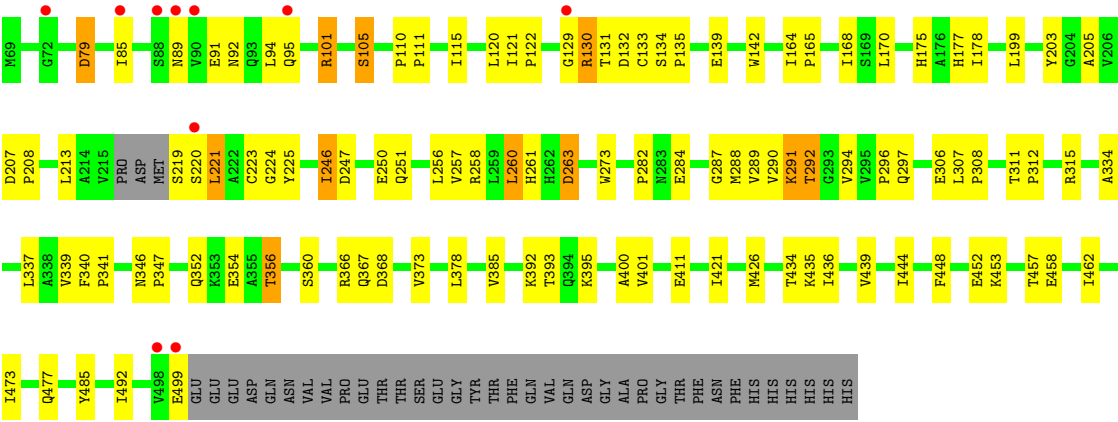 M69 G72 D79 I85 S88 N89 V90 E91 N92 Q93 L94 Q95 R101 S105 P110 P111 I115 L120 I121 P122 G129 R130 T131 D132 C133 S134 P135 E139 W142 I164 P165 I168 S169 L170 H175 A176 H177 I178 L199 Y203 G204 A205 V206
D207 P208 L213 A214 V215 PRO ASP MET S219 S220 L221 A222 C223 G224 Y225 I246 D247 E250 Q251 L256 V257 R258 L259 L260 H261 H262 D263 W273 P282 N283 E284 G287 M288 V289 V290 K291 T292 G293 V294 V295 P296 Q297 E306 L307 P308 T311 P312 R315 A334
L337 A338 V339 F340 P341 N346 P347 Q352 K353 E354 A355 T356 S360 R366 Q367 D368 V373 L378 V385 K392 T393 Q394 K395 A400 V401 E411 I421 M426 T434 K435 I436 V439 I444 F448 E452 K453 T457 E458 I462
I473 Q477 Y485 I492 V498 E499 GLU GLU GLU ASP GLN ASN VAL VAL PRO GLU THR THR SER GLU GLY TYR THR PHE GLN VAL GLN ASP GLY ALA PRO GLY THR PHE ASN PHE HIS HIS HIS HIS HIS HIS